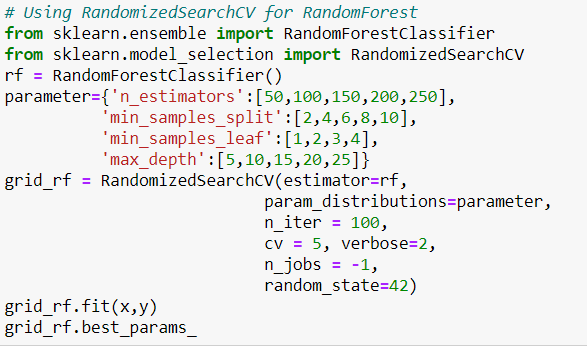 # Using RandomizedSearchCV for RandomForest
from sklearn.ensemble import RandomForestClassifier
from sklearn.model_selection import RandomizedSearchCV
rf = RandomForestClassifier()
parameter={'n_estimators':[50,100,150,200,250],
           'min_samples_split':[2,4,6,8,10],
           'min_samples_leaf':[1,2,3,4],
           'max_depth':[5,10,15,20,25]}
grid_rf = RandomizedSearchCV(estimator=rf,
                             param_distributions=parameter,
                             n_iter = 100,
                             cv = 5, verbose=2,
                             n_jobs = -1,
                             random_state=42)
grid_rf.fit(x,y)
grid_rf.best_params_